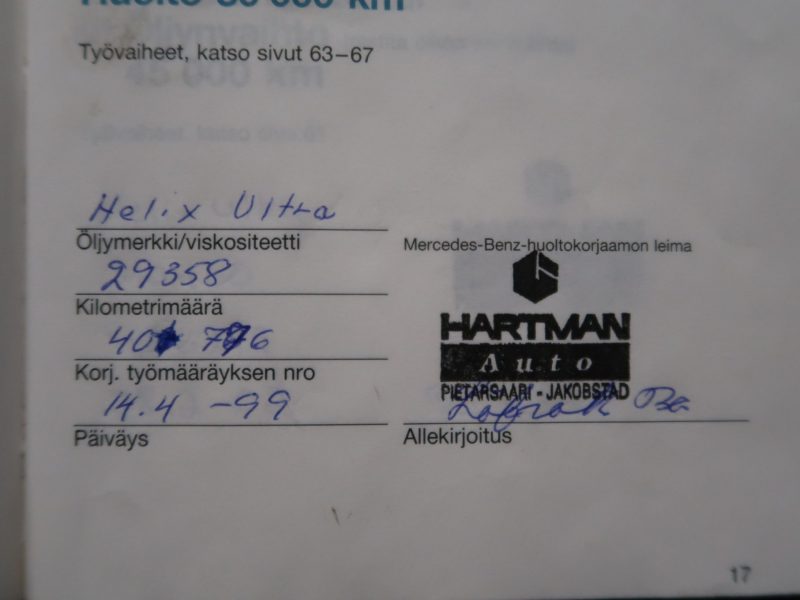 Työvaiheet, katso sivut 63–67
Helix Ultra
Öljymerkki/viskositeetti
29358
Kilometrimäärä
Korj. työmääräyksen nro
14.4 -99
Päiväys
Mercedes-Benz-huoltokorjaamon leima
HARTMAN
Auto
PIETARSAARI - JAKOBSTAD
Allekirjoitus
17